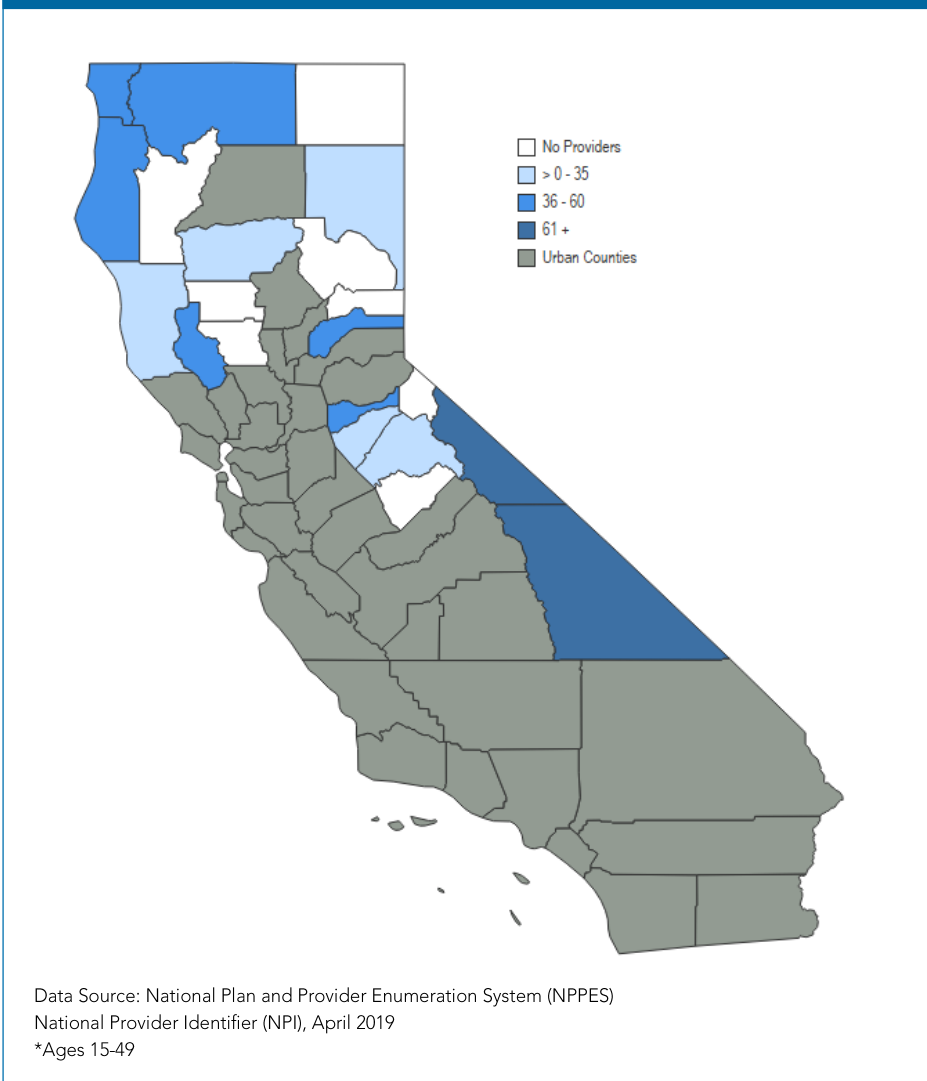 No Providers
> 0 - 35
36 - 60
61 +
Urban Counties
Data Source: National Plan and Provider Enumeration System (NPPES)
National Provider Identifier (NPI), April 2019
*Ages 15-49